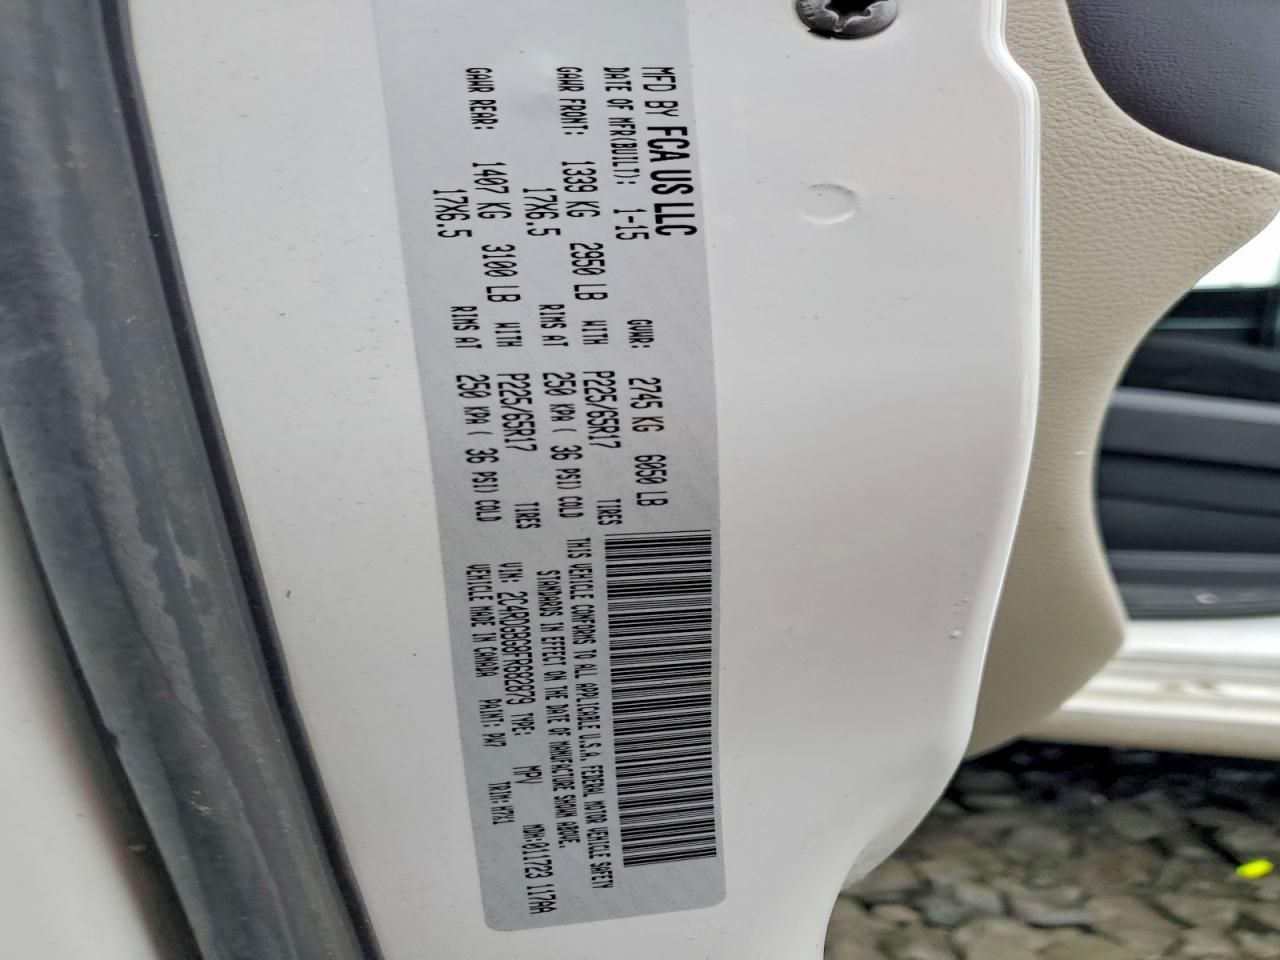 MFD BY FCA US LLC
DATE OF MFR(BUILT): 1-15 GVWR: 2745 KG 6050 LB
GAWR FRONT: 1339 KG 2950 LB WITH P225/65R17 TIRES
17X6.5 RIMS AT 250 KPA ( 36 PSI) COLD
GAWR REAR: 1407 KG 3100 LB WITH P225/65R17 TIRES
17X6.5 RIMS AT 250 KPA ( 36 PSI) COLD
THIS VEHICLE CONFORMS TO ALL APPLICABLE U.S.A. FEDERAL MOTOR VEHICLE SAFETY
STANDARDS IN EFFECT ON THE DATE OF MANUFACTURE SHOWN ABOVE.
VIN: 2C4RDGBG8FR682879 TYPE: MPV MDH:011723 117AA
VEHICLE MADE IN CANADA PAINT: PW7 TRIM: